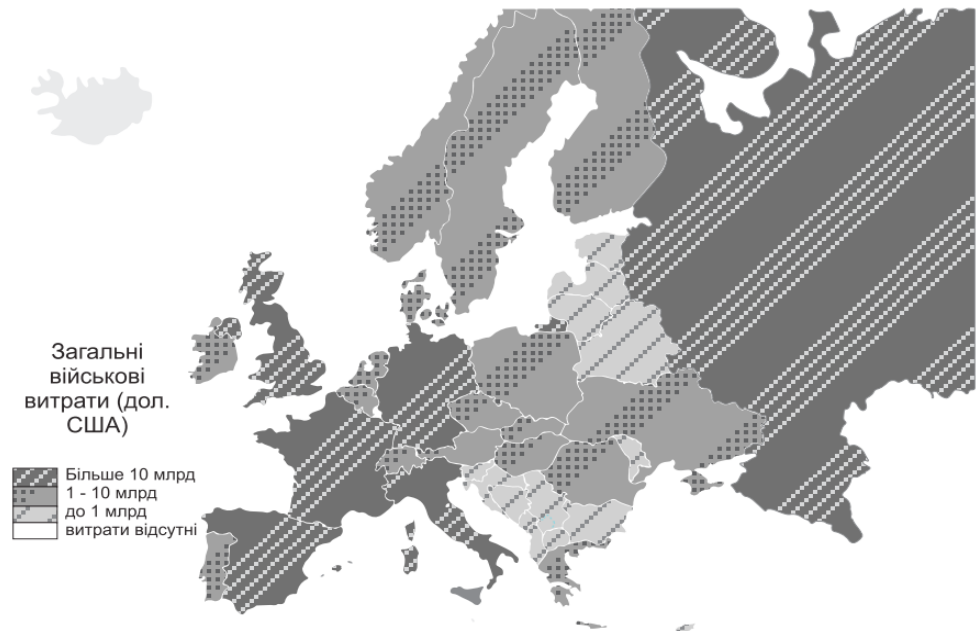 Загальні
військові
витрати (дол.
США)
Більше 10 млрд
1 - 10 млрд
до 1 млрд
витрати відсутні